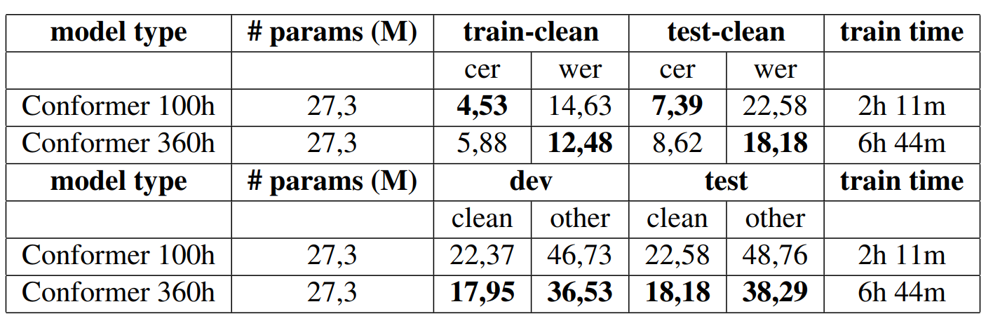 model type # params (M) train-clean test-clean train time
cer wer cer wer
Conformer 100h 27,3 4,53 14,63 7,39 22,58 2h 11m
Conformer 360h 27,3 5,88 12,48 8,62 18,18 6h 44m
model type # params (M) dev test train time
clean other clean other
Conformer 100h 27,3 22,37 46,73 22,58 48,76 2h 11m
Conformer 360h 27,3 17,95 36,53 18,18 38,29 6h 44m